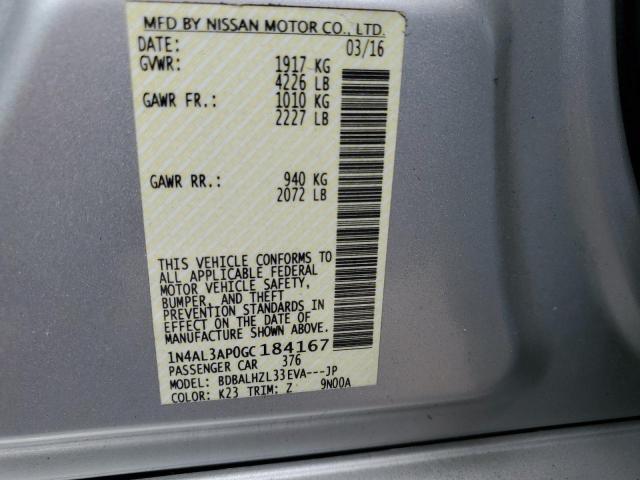 MFD BY NISSAN MOTOR CO., LTD.
DATE: 03/16
GVWR: 1917 KG
4226 LB
GAWR FR.: 1010 KG
2227 LB
GAWR RR.: 940 KG
2072 LB
THIS VEHICLE CONFORMS TO
ALL APPLICABLE FEDERAL
MOTOR VEHICLE SAFETY,
BUMPER, AND THEFT
PREVENTION STANDARDS IN
EFFECT ON THE DATE OF
MANUFACTURE SHOWN ABOVE.
1N4AL3AP0GC184167
PASSENGER CAR 376
MODEL: BDBALHZL33EVA---JP
COLOR: K23 TRIM: Z 9N00A